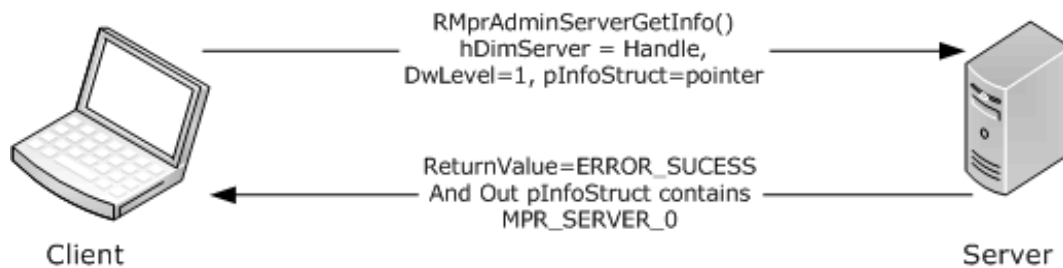 RMprAdminServerGetInfo()
hDimServer = Handle,
DwLevel=1, pInfoStruct=pointer
ReturnValue=ERROR_SUCESS
And Out pInfoStruct contains
MPR_SERVER_0
Client
Server